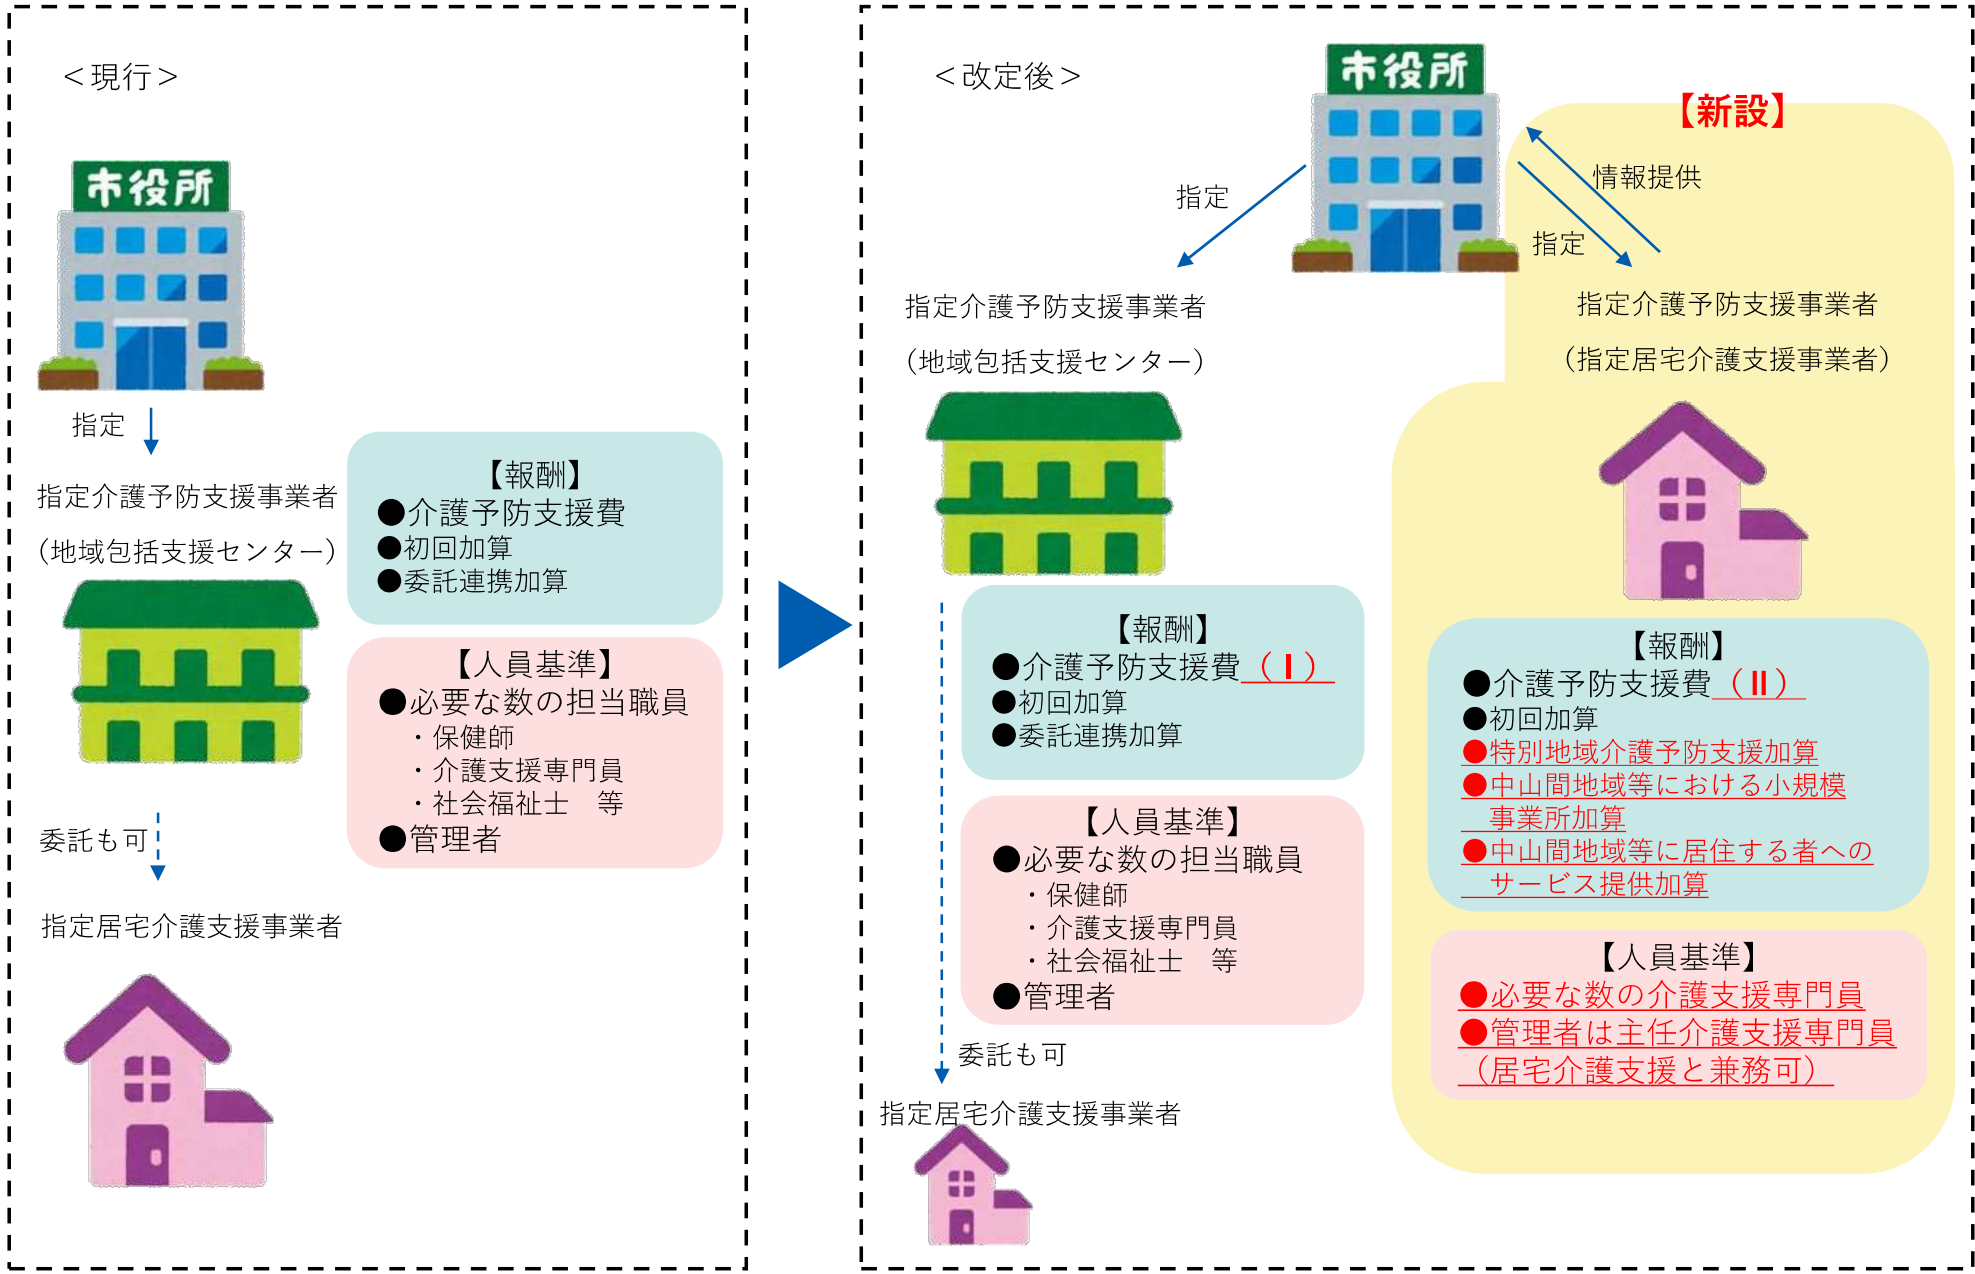 ＜現行＞
市役所
指定
指定介護予防支援事業者
（地域包括支援センター）
委託も可
指定居宅介護支援事業者
【報酬】
●介護予防支援費
●初回加算
●委託連携加算
【人員基準】
●必要な数の担当職員
・保健師
・介護支援専門員
・社会福祉士　等
●管理者
＜改定後＞
市役所
指定
指定介護予防支援事業者
（地域包括支援センター）
【報酬】
●介護予防支援費（Ⅰ）
●初回加算
●委託連携加算
【人員基準】
●必要な数の担当職員
・保健師
・介護支援専門員
・社会福祉士　等
●管理者
委託も可
指定居宅介護支援事業者
【新設】
情報提供
指定
指定介護予防支援事業者
（指定居宅介護支援事業者）
【報酬】
●介護予防支援費（Ⅱ）
●初回加算
●特別地域介護予防支援加算
●中山間地域等における小規模
事業所加算
●中山間地域等に居住する者への
サービス提供加算
【人員基準】
●必要な数の介護支援専門員
●管理者は主任介護支援専門員
（居宅介護支援と兼務可）